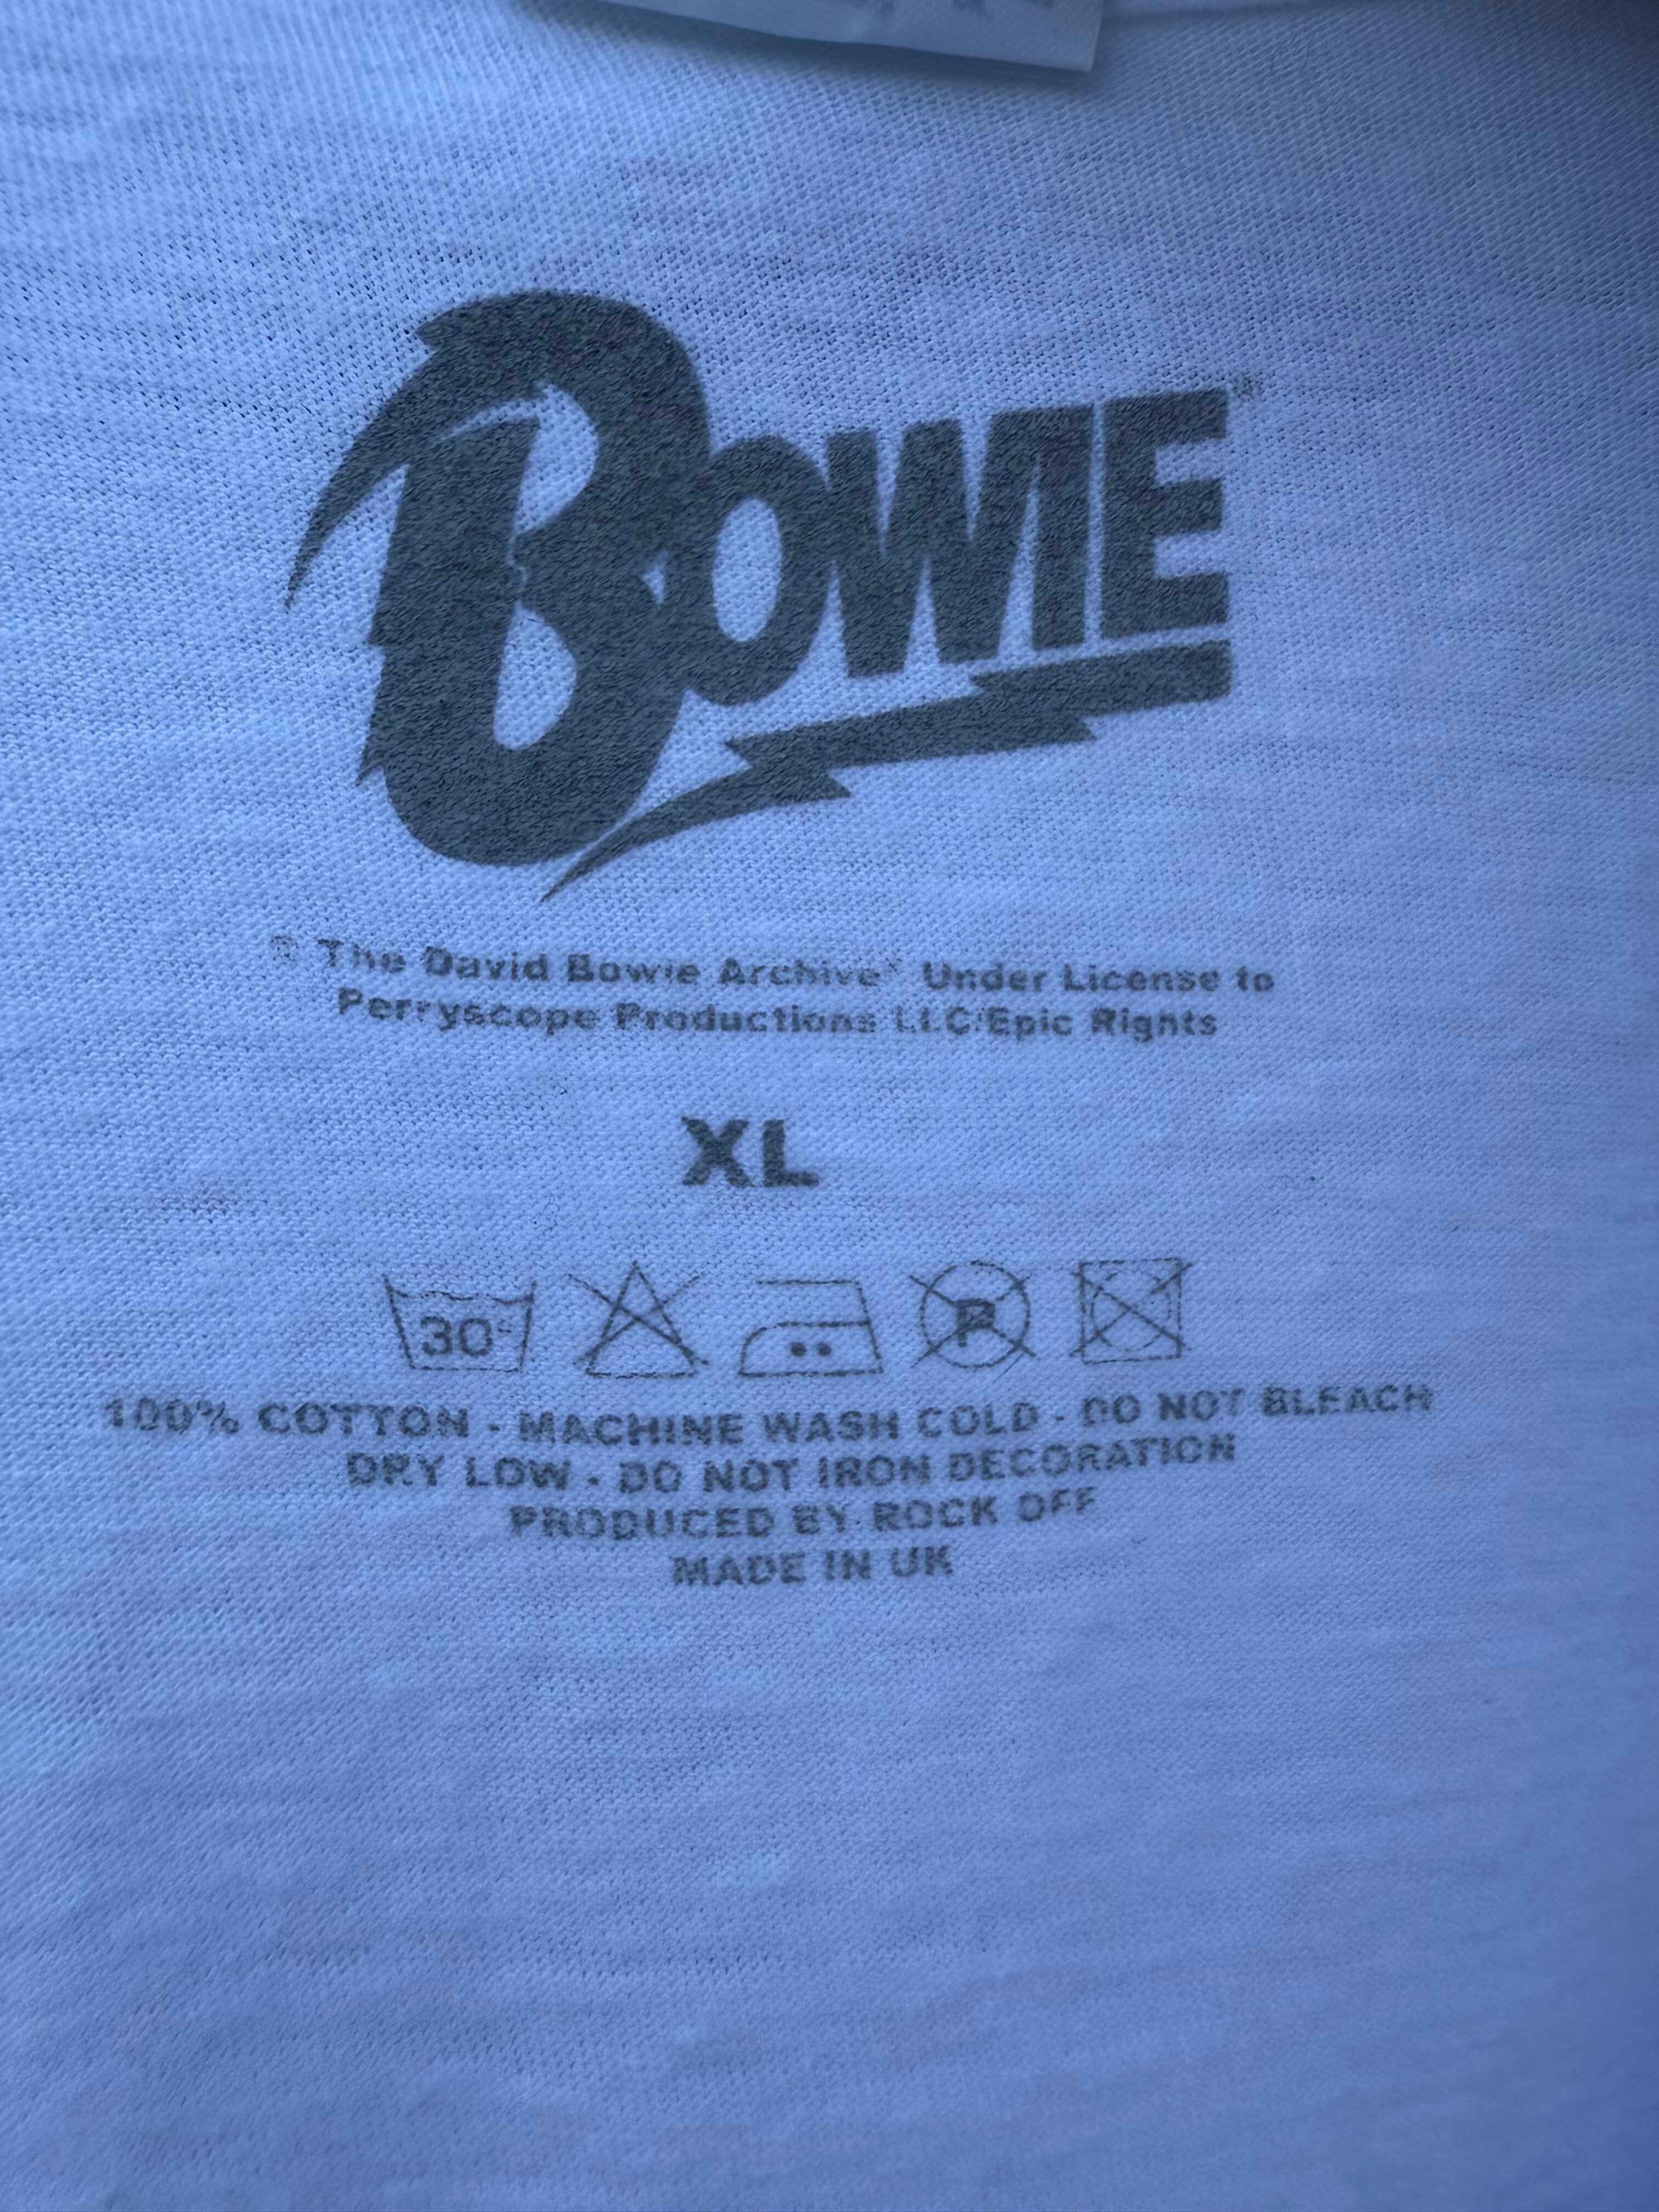 BOWIE®
© The David Bowie Archive® Under License to
Perryscope Productions LLC/Epic Rights
XL
30° P
100% COTTON - MACHINE WASH COLD - DO NOT BLEACH
DRY LOW - DO NOT IRON DECORATION
PRODUCED BY ROCK OFF
MADE IN UK